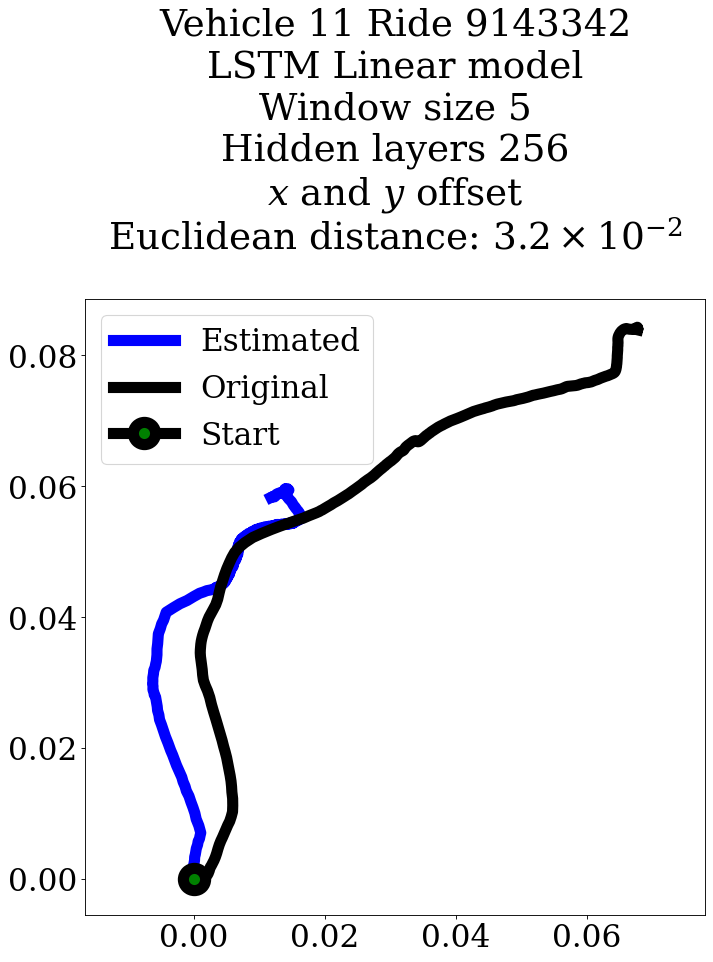 Vehicle 11 Ride 9143342
LSTM Linear model
Window size 5
Hidden layers 256
x and y offset
Euclidean distance: 3.2 × 10⁻²
Estimated
Original
Start
0.08
0.06
0.04
0.02
0.00
0.00 0.02 0.04 0.06